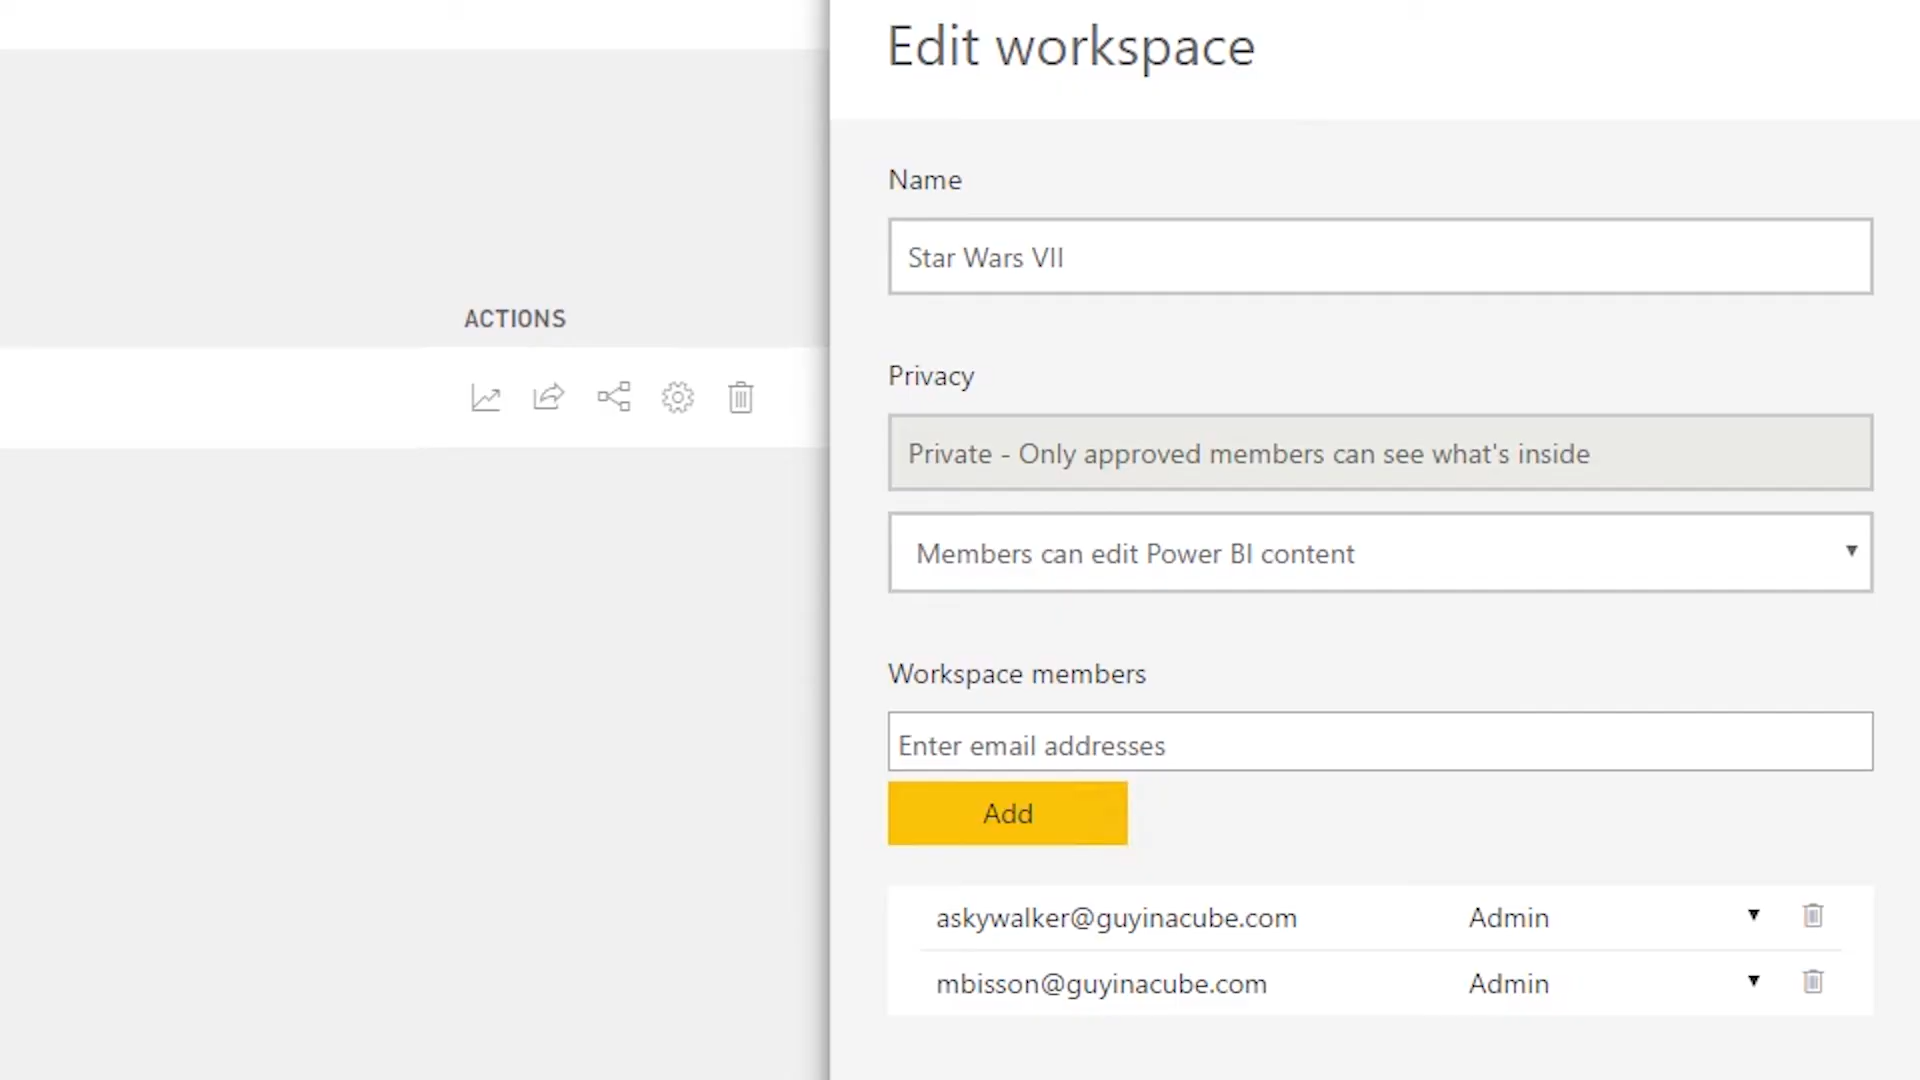 Edit workspace
Name
Star Wars VII
ACTIONS
Privacy
Private - Only approved members can see what's inside
Members can edit Power BI content
Workspace members
Enter email addresses
Add
askywalker@guyinacube.com Admin
mbisson@guyinacube.com Admin